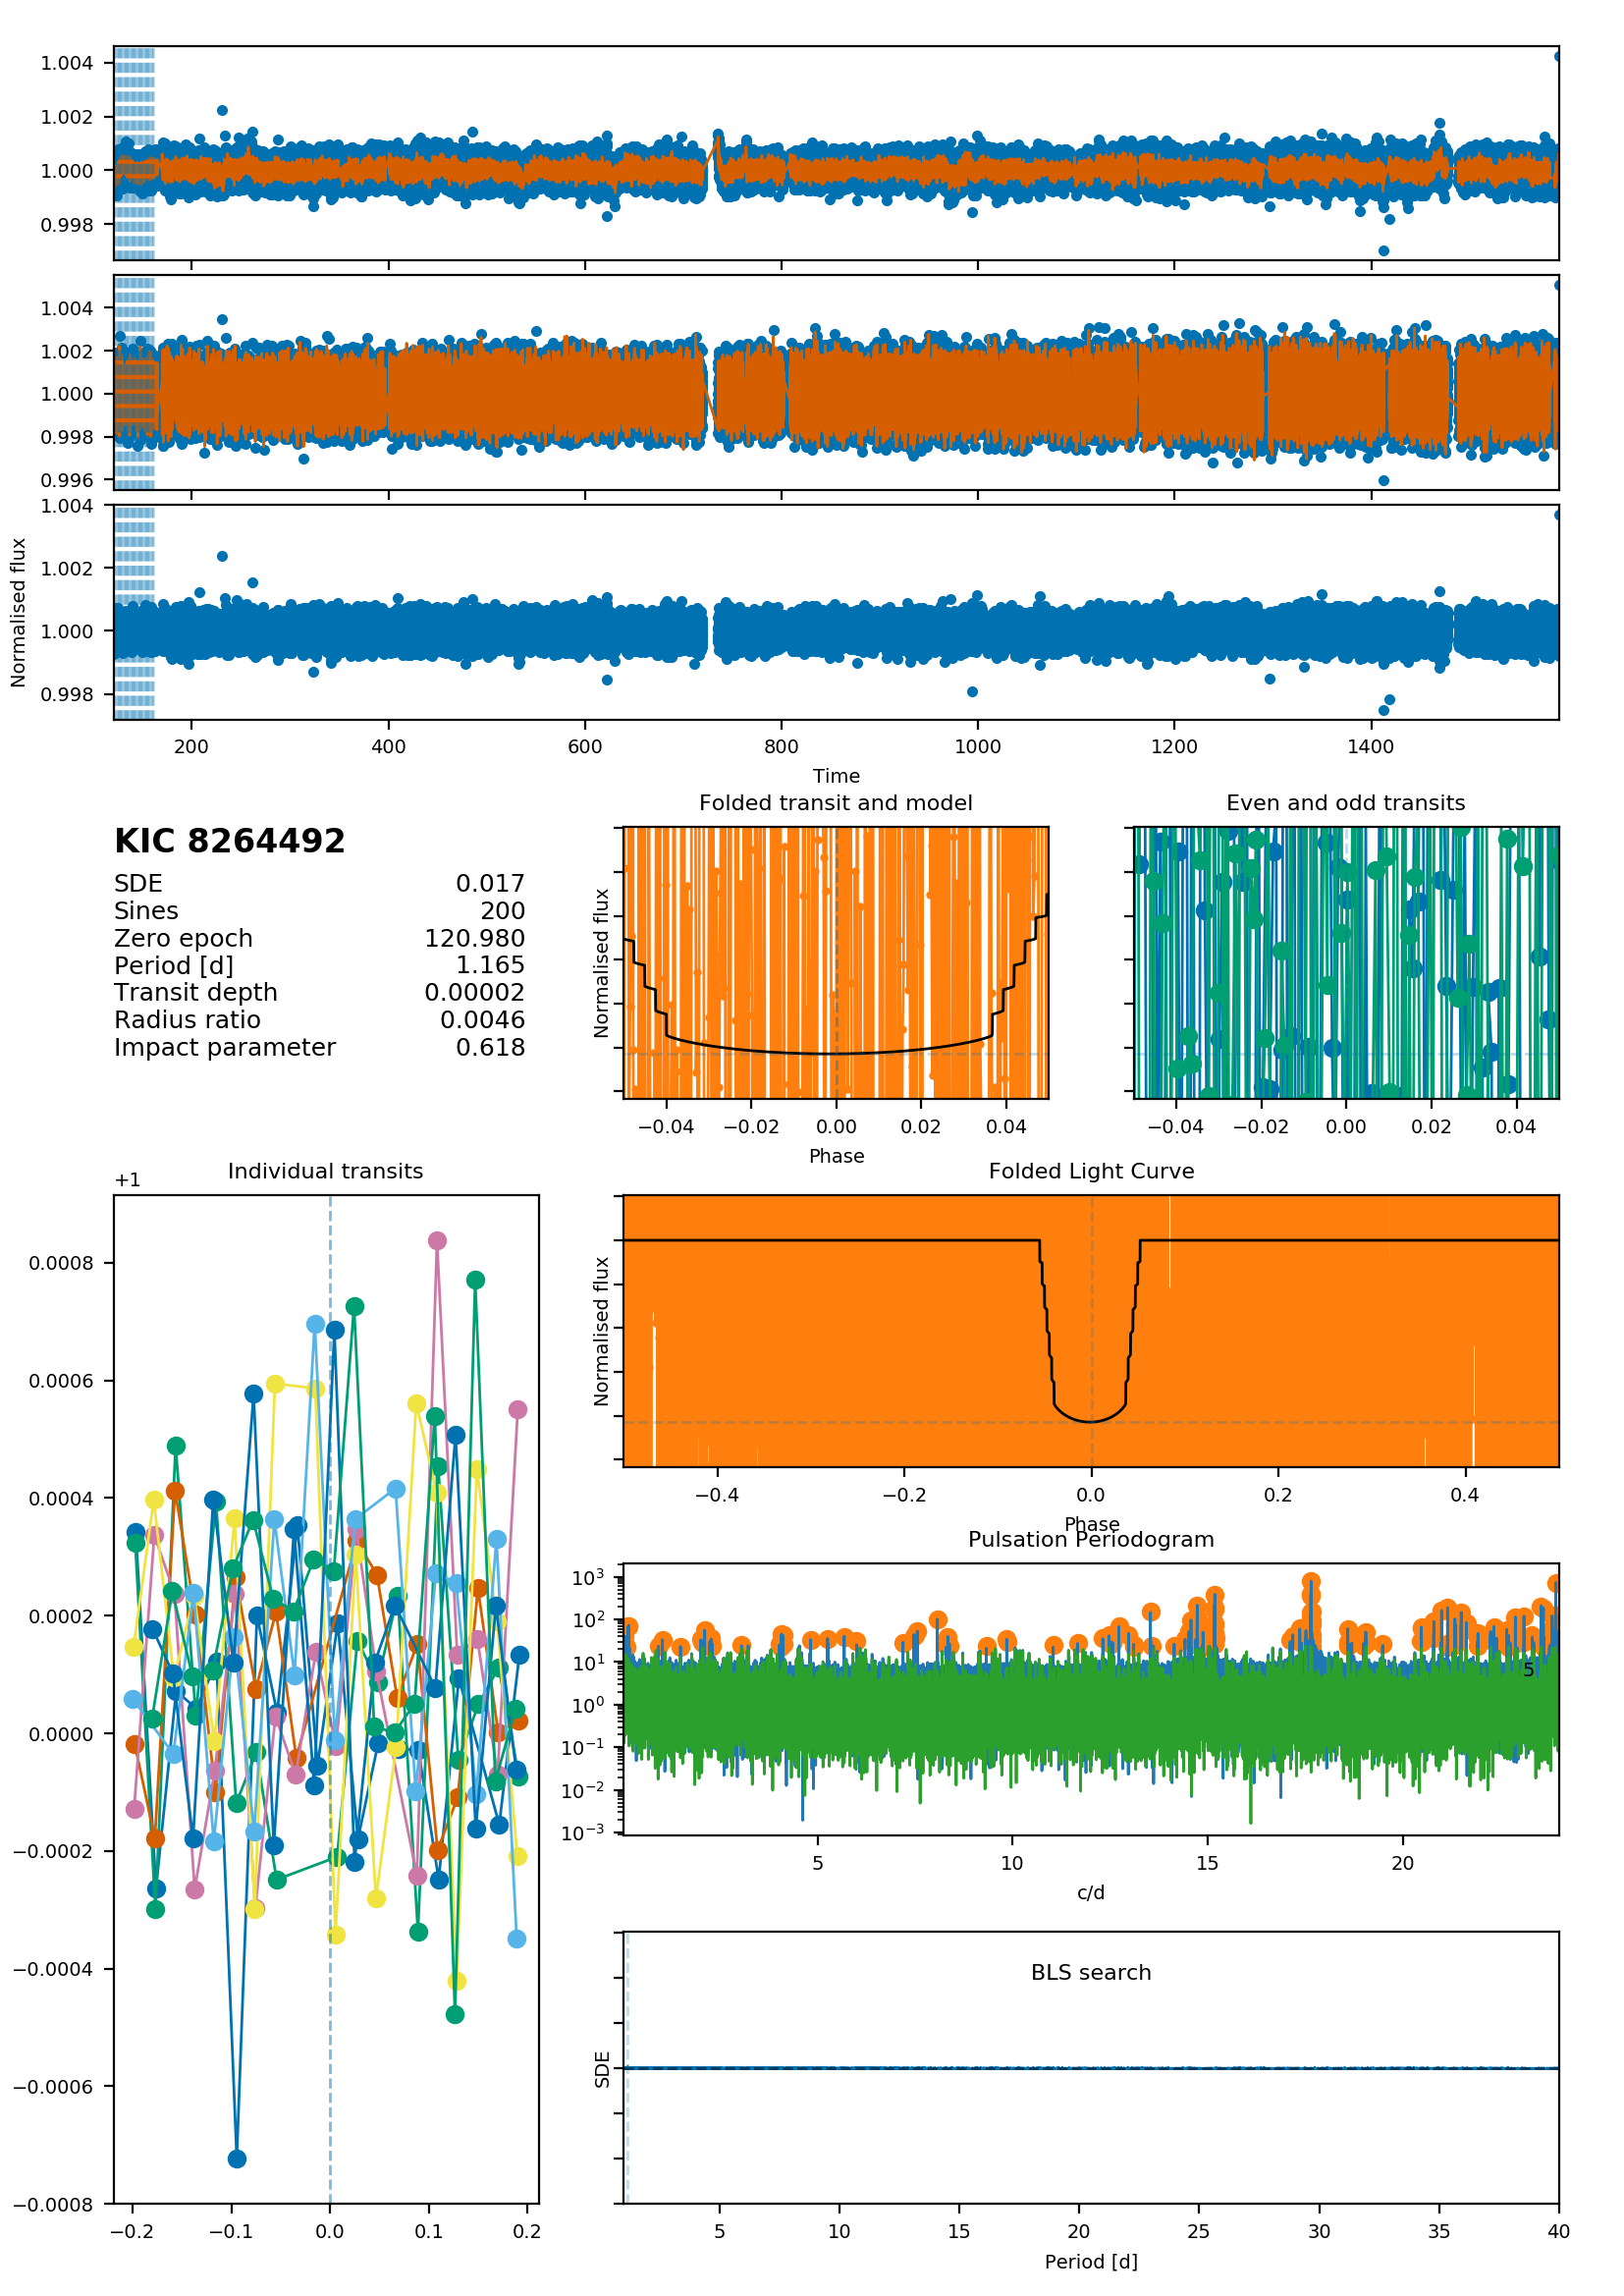 1.004
1.002
1.000
0.998
1.004
1.002
1.000
0.998
0.996
1.004
1.002
1.000
0.998
Normalised flux
200 400 600 800 1000 1200 1400
Time
KIC 8264492
SDE 0.017
Sines 200
Zero epoch 120.980
Period [d] 1.165
Transit depth 0.00002
Radius ratio 0.0046
Impact parameter 0.618
Folded transit and model
Normalised flux
−0.04 −0.02 0.00 0.02 0.04
Phase
Even and odd transits
−0.04 −0.02 0.00 0.02 0.04
Individual transits
+1
0.0008
0.0006
0.0004
0.0002
0.0000
−0.0002
−0.0004
−0.0006
−0.0008
−0.2 −0.1 0.0 0.1 0.2
Folded Light Curve
Normalised flux
−0.4 −0.2 0.0 0.2 0.4
Phase
Pulsation Periodogram
10³
10²
10¹
10⁰
10⁻¹
10⁻²
10⁻³
5
5 10 15 20
c/d
BLS search
SDE
5 10 15 20 25 30 35 40
Period [d]